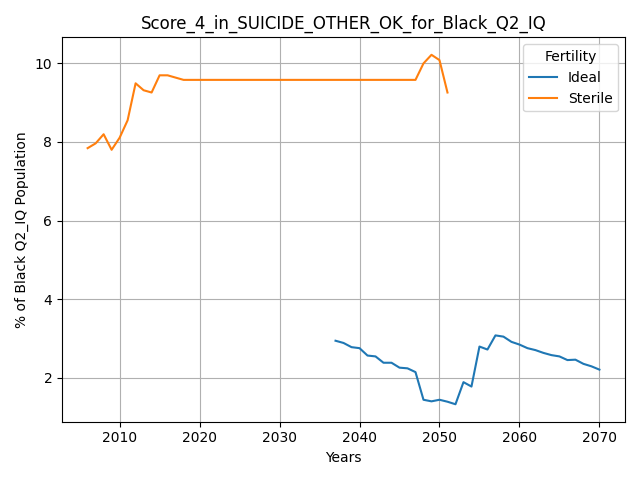 Score_4_in_SUICIDE_OTHER_OK_for_Black_Q2_IQ
% of Black Q2_IQ Population
10
8
6
4
2
Fertility
Ideal
Sterile
2010 2020 2030 2040 2050 2060 2070
Years